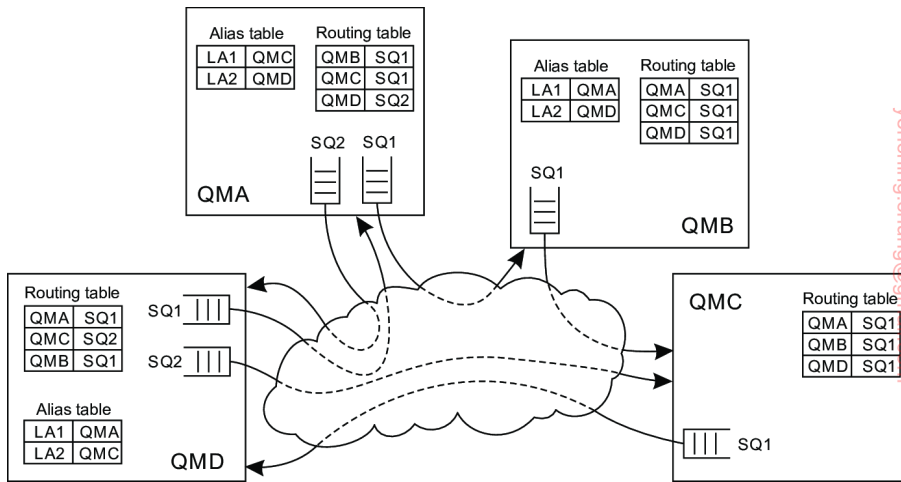 Alias table
LA1 QMC
LA2 QMD
Routing table
QMB SQ1
QMC SQ1
QMD SQ2
SQ2 SQ1
QMA
Alias table
LA1 QMA
LA2 QMD
Routing table
QMA SQ1
QMC SQ1
QMD SQ1
SQ1
QMB
Routing table
QMA SQ1
QMC SQ2
QMB SQ1
SQ1
SQ2
Alias table
LA1 QMA
LA2 QMC
QMD
QMC
Routing table
QMA SQ1
QMB SQ1
QMD SQ1
SQ1